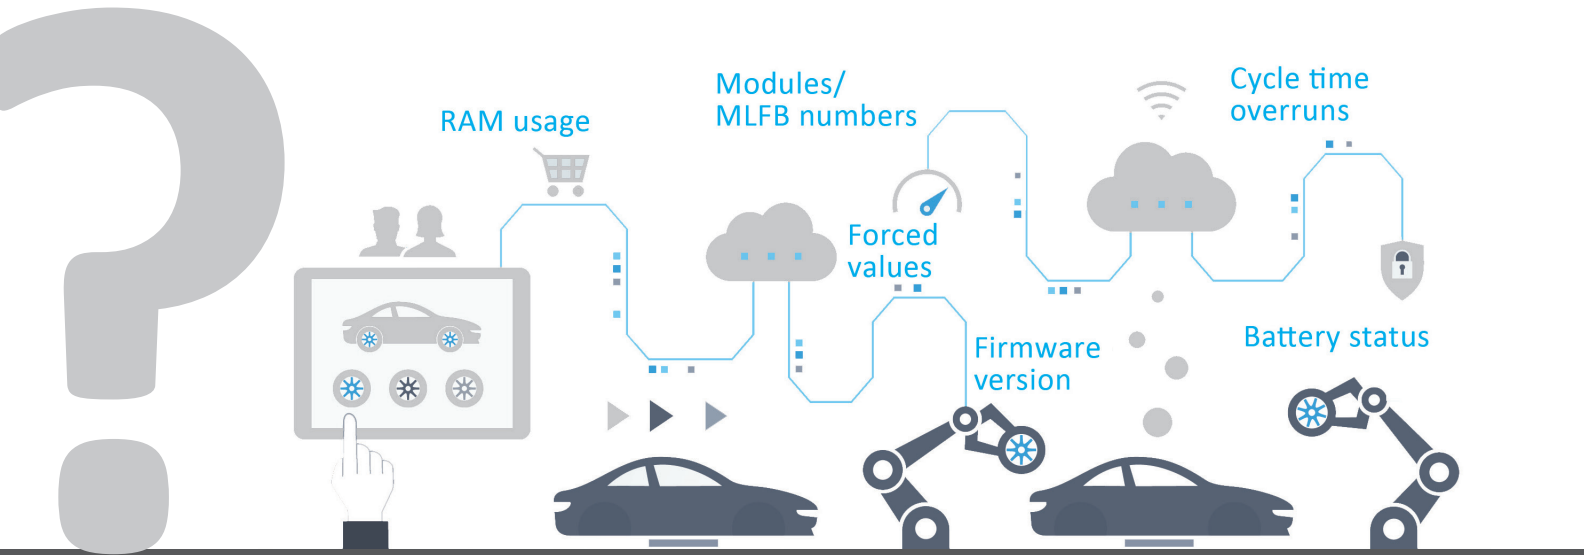 RAM usage
Modules/
MLFB numbers
Cycle time
overruns
Forced
values
Firmware
version
Battery status